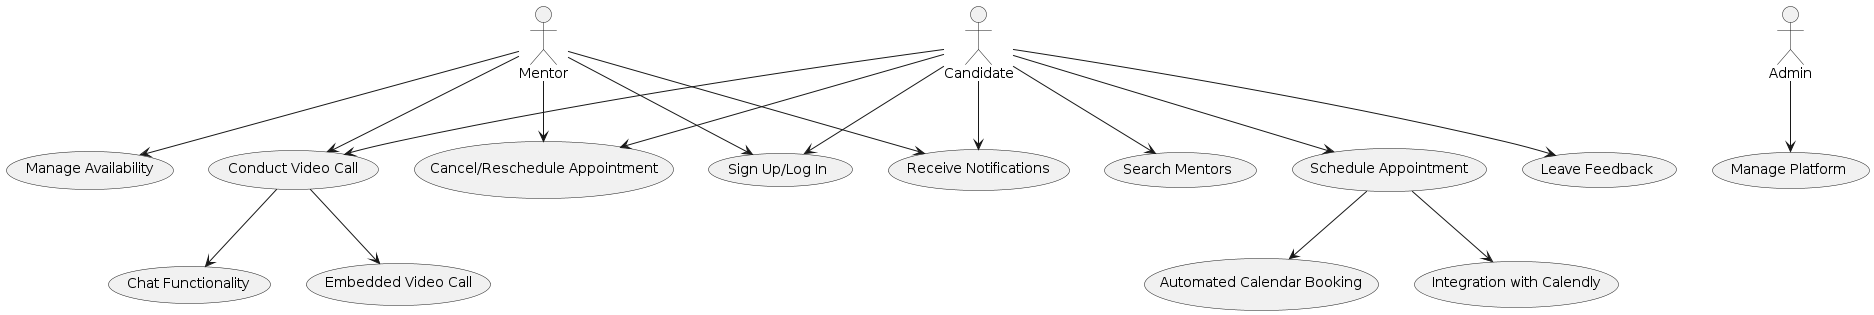 Mentor
Candidate
Admin
Manage Availability
Conduct Video Call
Cancel/Reschedule Appointment
Sign Up/Log In
Receive Notifications
Search Mentors
Schedule Appointment
Leave Feedback
Manage Platform
Chat Functionality
Embedded Video Call
Automated Calendar Booking
Integration with Calendly